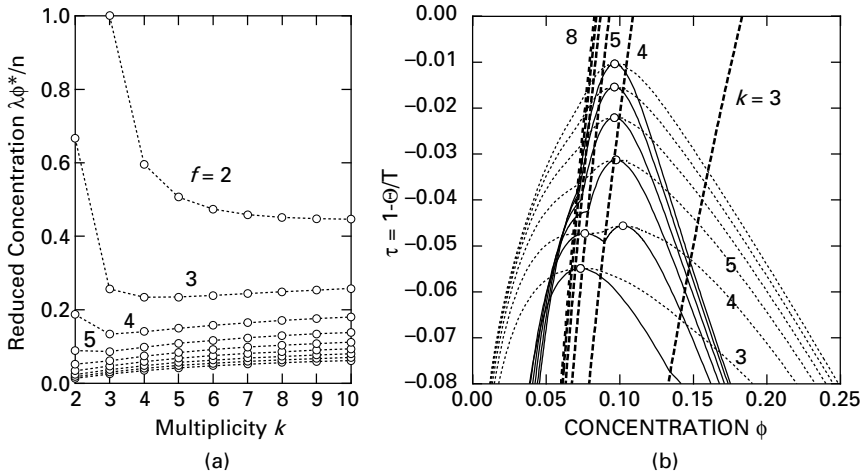 Reduced Concentration λϕ*/n
1.0
0.8
0.6
0.4
0.2
0.0
f = 2
3
4
5
2 3 4 5 6 7 8 9 10
Multiplicity k
(a)
τ = 1-Θ/T
0.00
−0.01
−0.02
−0.03
−0.04
−0.05
−0.06
−0.07
−0.08
8
5
4
k = 3
5
4
3
0.00 0.05 0.10 0.15 0.20 0.25
CONCENTRATION ϕ
(b)